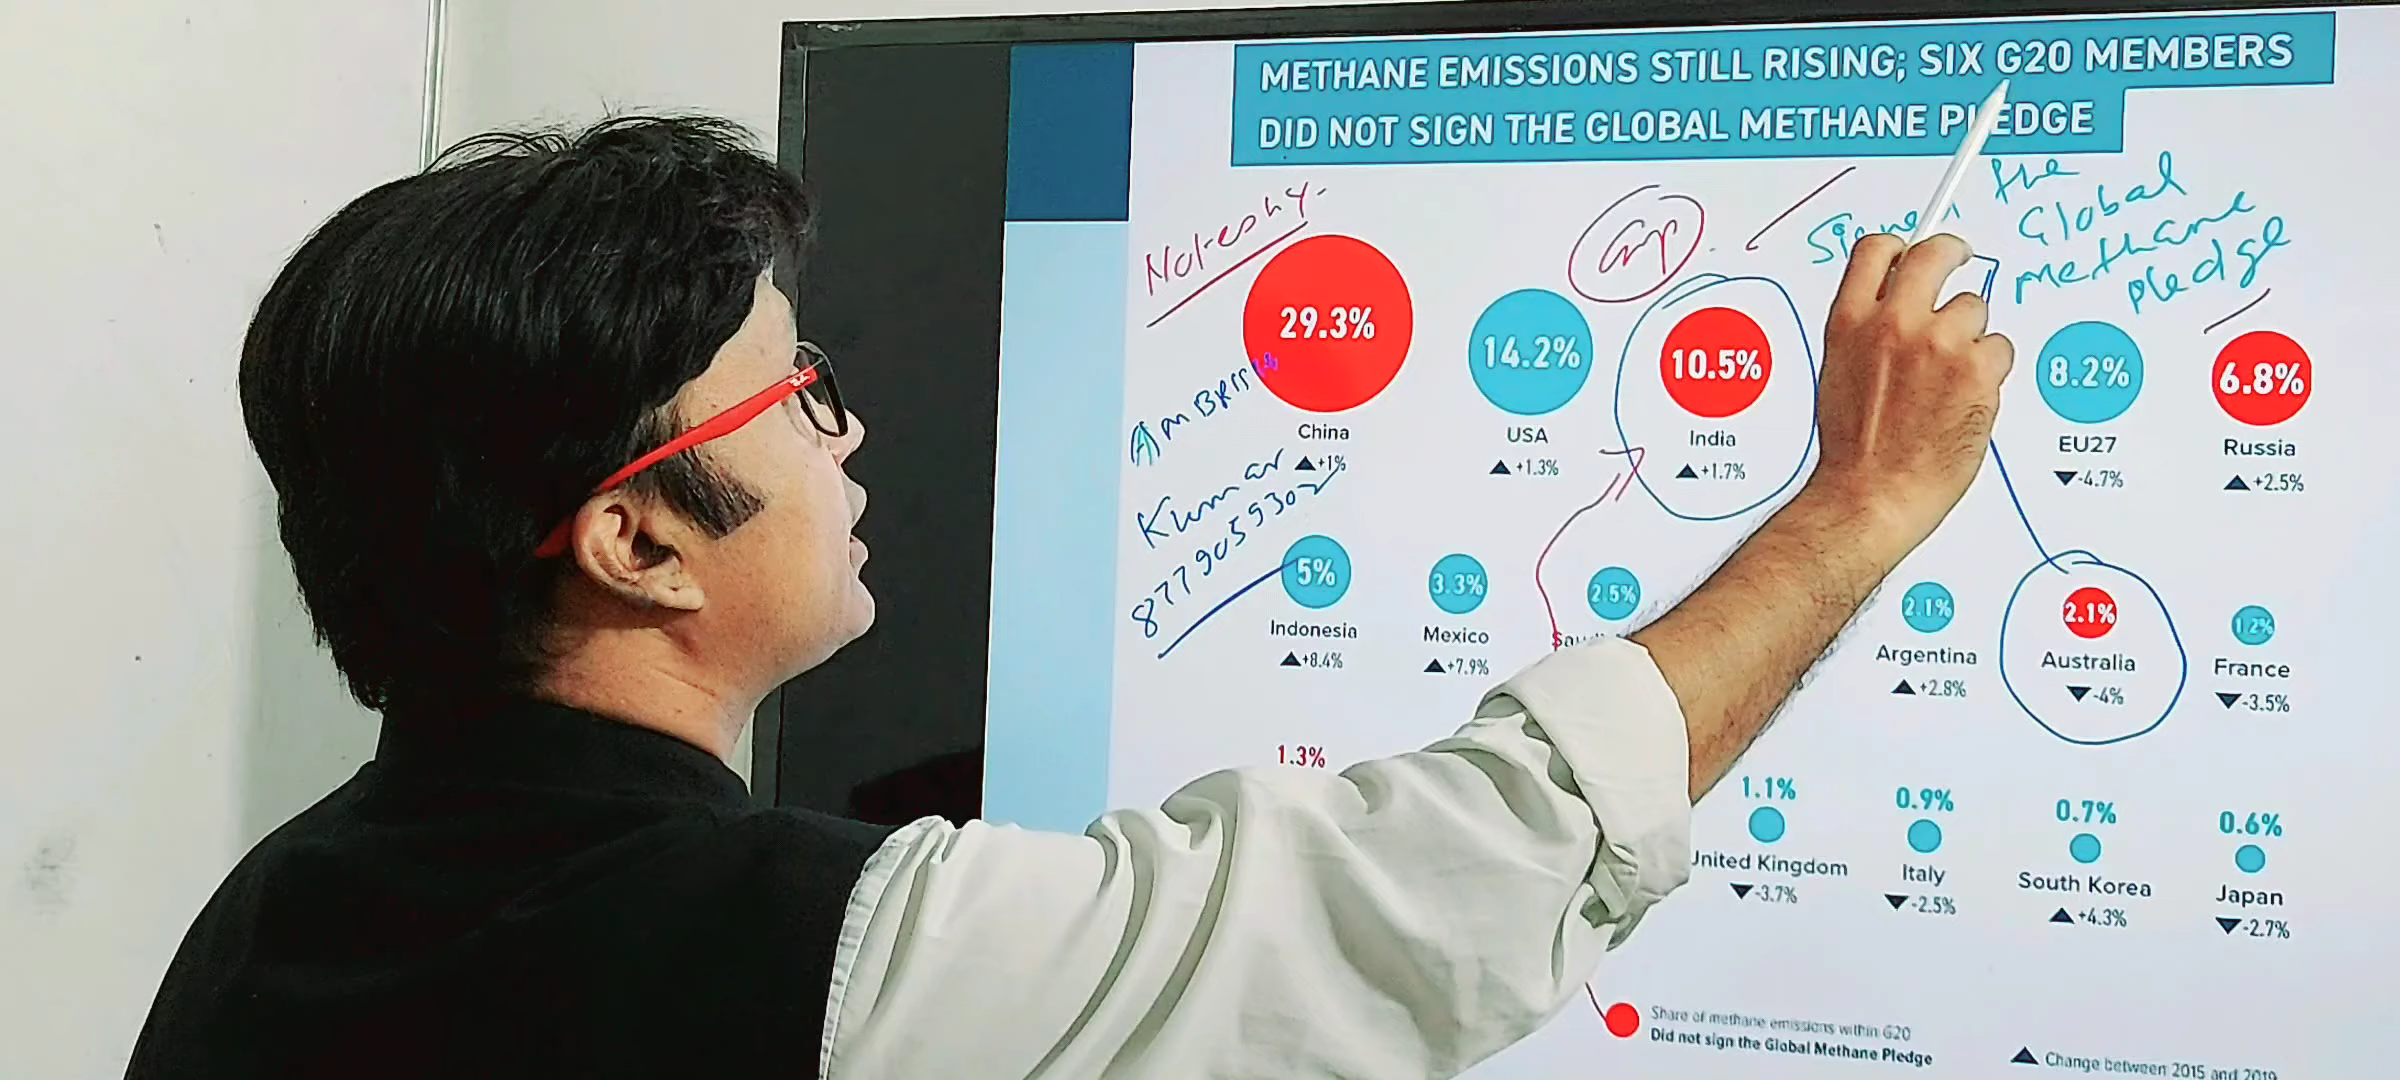 METHANE EMISSIONS STILL RISING; SIX G20 MEMBERS
DID NOT SIGN THE GLOBAL METHANE PLEDGE
the
Global
methane
pledge
29.3%
China
▲+1%
14.2%
USA
▲+1.3%
10.5%
India
▲+1.7%
8.2%
EU27
▼-4.7%
6.8%
Russia
▲+2.5%
Kumar
8779059302
5%
Indonesia
▲+8.4%
3.3%
Mexico
▲+7.9%
2.5%
2.1%
Argentina
▲+2.8%
2.1%
Australia
▼-4%
1.2%
France
▼-3.5%
1.3%
1.1%
United Kingdom
▼-3.7%
0.9%
Italy
▼-2.5%
0.7%
South Korea
▲+4.3%
0.6%
Japan
▼-2.7%
Share of methane emissions within G20
Did not sign the Global Methane Pledge
▲ Change between 2015 and 2019